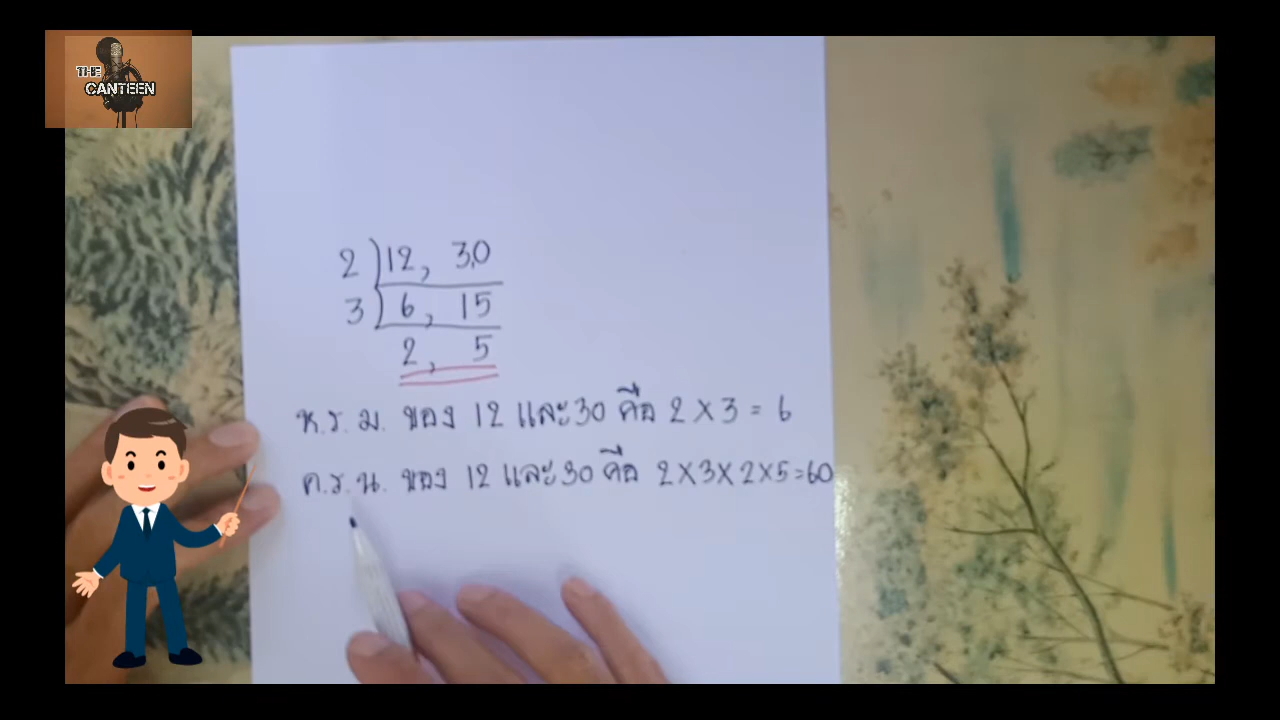 THE
CANTEEN
2 ) 12, 30
3 ) 6, 15
2, 5
ห.ร.ม. ของ 12 และ 30 คือ 2 × 3 = 6
ค.ร.น. ของ 12 และ 30 คือ 2 × 3 × 2 × 5 = 60